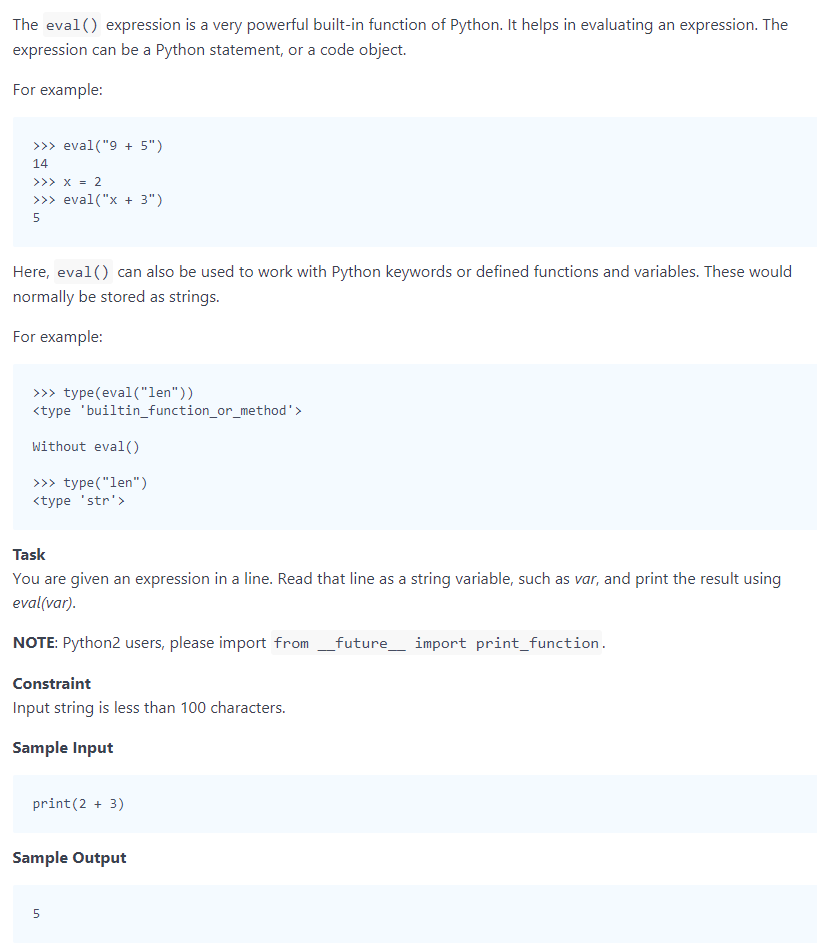 The eval() expression is a very powerful built-in function of Python. It helps in evaluating an expression. The
expression can be a Python statement, or a code object.
For example:
>>> eval("9 + 5")
14
>>> x = 2
>>> eval("x + 3")
5
Here, eval() can also be used to work with Python keywords or defined functions and variables. These would
normally be stored as strings.
For example:
>>> type(eval("len"))
<type 'builtin_function_or_method'>
Without eval()
>>> type("len")
<type 'str'>
Task
You are given an expression in a line. Read that line as a string variable, such as var, and print the result using
eval(var).
NOTE: Python2 users, please import from __future__ import print_function.
Constraint
Input string is less than 100 characters.
Sample Input
print(2 + 3)
Sample Output
5